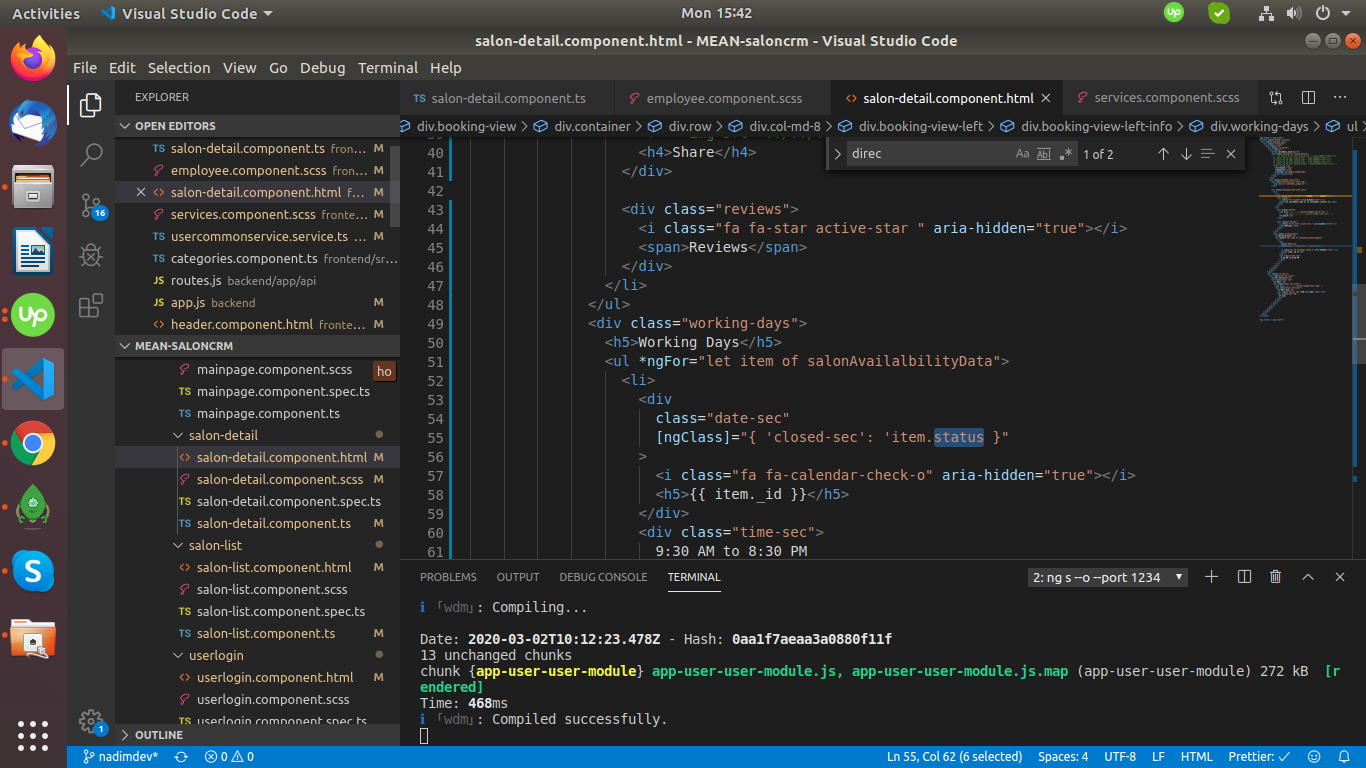 Activities
Visual Studio Code
Mon 15:42
salon-detail.component.html - MEAN-saloncrm - Visual Studio Code
File Edit Selection View Go Debug Terminal Help
EXPLORER
OPEN EDITORS
salon-detail.component.ts fron... M
employee.component.scss fron... M
salon-detail.component.html f... M
services.component.scss fronte... M
usercommonservice.service.ts ... M
categories.component.ts frontend/sr...
routes.js backend/app/api
app.js backend M
header.component.html fronte... M
MEAN-SALONCRM
mainpage.component.scss
ho
mainpage.component.spec.ts
mainpage.component.ts
salon-detail
salon-detail.component.html M
salon-detail.component.scss M
salon-detail.component.spec.ts
salon-detail.component.ts M
salon-list
salon-list.component.html M
salon-list.component.scss
salon-list.component.spec.ts
salon-list.component.ts M
userlogin
userlogin.component.html M
userlogin.component.scss
userlogin.component.spec.ts
OUTLINE
16
1
TS salon-detail.component.ts
employee.component.scss
salon-detail.component.html
services.component.scss
div.booking-view > div.container > div.row > div.col-md-8 > div.booking-view-left > div.booking-view-left-info > div.working-days > ul
direc
Aa Abl .*
1 of 2
40 <h4>Share</h4>
41 </div>
42
43 <div class="reviews">
44 <i class="fa fa-star active-star " aria-hidden="true"></i>
45 <span>Reviews</span>
46 </div>
47 </li>
48 </ul>
49 <div class="working-days">
50 <h5>Working Days</h5>
51 <ul *ngFor="let item of salonAvailalbilityData">
52 <li>
53 <div
54 class="date-sec"
55 [ngClass]="{ 'closed-sec': 'item.status }"
56 >
57 <i class="fa fa-calendar-check-o" aria-hidden="true"></i>
58 <h5>{{ item._id }}</h5>
59 </div>
60 <div class="time-sec">
61 9:30 AM to 8:30 PM
PROBLEMS OUTPUT DEBUG CONSOLE TERMINAL
2: ng s --o --port 1234
ℹ 「wdm」: Compiling...
Date: 2020-03-02T10:12:23.478Z - Hash: 0aa1f7aeaa3a0880f11f
13 unchanged chunks
chunk {app-user-user-module} app-user-user-module.js, app-user-user-module.js.map (app-user-user-module) 272 kB [r
endered]
Time: 468ms
ℹ 「wdm」: Compiled successfully.
nadimdev*
0 0
Ln 55, Col 62 (6 selected)
Spaces: 4
UTF-8
LF
HTML
Prettier: ✓